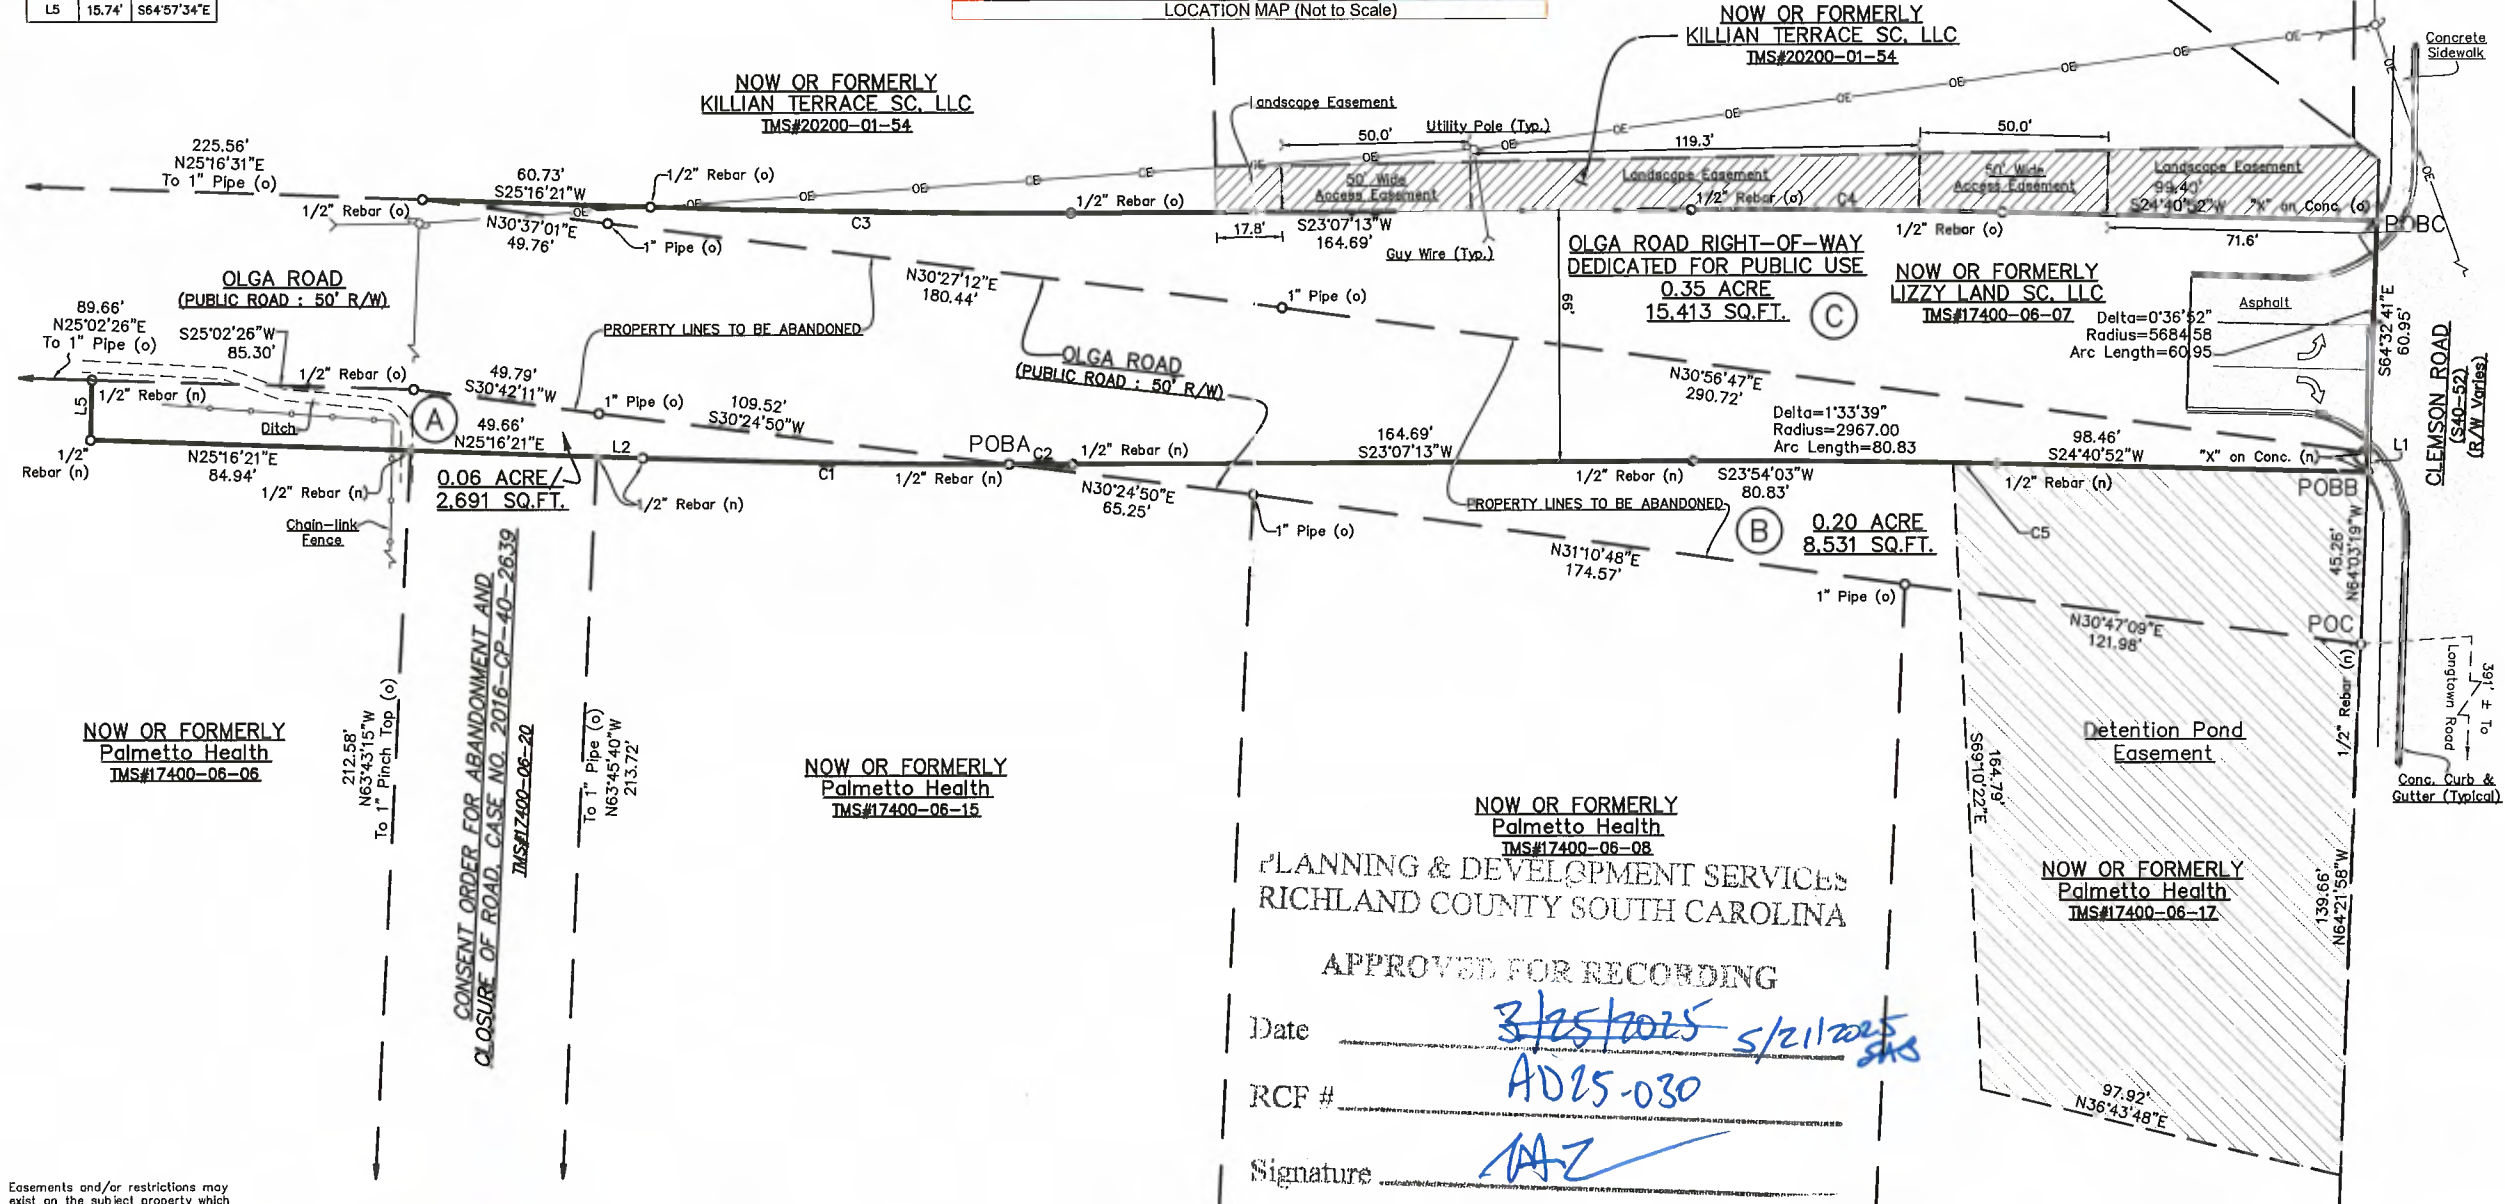 L5 15.74' S64°57'34"E
LOCATION MAP (Not to Scale)
NOW OR FORMERLY
KILLIAN TERRACE SC, LLC
TMS#20200-01-54
Concrete
Sidewalk
NOW OR FORMERLY
KILLIAN TERRACE SC, LLC
TMS#20200-01-54
Landscape Easement
50.0'
Utility Pole (Typ.)
119.3'
50.0'
225.56'
N25°16'31"E
To 1" Pipe (o)
60.73'
S25°16'21"W
1/2" Rebar (o)
1/2" Rebar (o)
OE OE OE OE OE OE OE OE OE OE OE OE OE OE OE
50' Wide
Access Easement
Landscape Easement
50' Wide
Access Easement
Landscape Easement
99.40'
S24°40'52"W "X" on Conc. (o)
1/2" Rebar (o)
1/2" Rebar (o) C4
N30°37'01"E
49.76'
1" Pipe (o)
C3
17.8'
S23°07'13"W
164.69'
Guy Wire (Typ.)
1/2" Rebar (o)
71.6'
POBC
OLGA ROAD
(PUBLIC ROAD : 50' R/W)
N30°27'12"E
180.44'
1" Pipe (o)
66'
OLGA ROAD RIGHT-OF-WAY
DEDICATED FOR PUBLIC USE
0.35 ACRE
15,413 SQ.FT.
C
NOW OR FORMERLY
LIZZY LAND SC, LLC
TMS#17400-06-07
Asphalt
Delta=0°36'52"
Radius=5684.58
Arc Length=60.95
S64°32'41"E
60.95'
CLEMSON ROAD
(S40-52)
(R/W Varies)
89.66'
N25°02'26"E
To 1" Pipe (o)
S25°02'26"W
85.30'
PROPERTY LINES TO BE ABANDONED
OLGA ROAD
(PUBLIC ROAD : 50' R/W)
N30°56'47"E
290.72'
1/2" Rebar (o)
1/2" Rebar (n)
L5
Ditch
A
49.79'
S30°42'11"W
1" Pipe (o)
109.52'
S30°24'50"W
49.66'
N25°16'21"E
L2
POBA
C2
1/2" Rebar (n)
164.69'
S23°07'13"W
Delta=1°33'39"
Radius=2967.00
Arc Length=80.83
98.46'
S24°40'52"W
"X" on Conc. (n)
L1
1/2"
Rebar (n)
N25°16'21"E
84.94'
1/2" Rebar (n)
0.06 ACRE/
2,691 SQ.FT.
1/2" Rebar (n)
C1
1/2" Rebar (n)
N30°24'50"E
65.25'
1" Pipe (o)
1/2" Rebar (n)
S23°54'03"W
80.83'
PROPERTY LINES TO BE ABANDONED
1/2" Rebar (n)
POBB
C5
Chain-link
Fence
B
0.20 ACRE
8,531 SQ.FT.
N31°10'48"E
174.57'
1" Pipe (o)
45.26'
N64°03'19"W
N30°47'09"E
121.98'
POC
1/2" Rebar (n)
391' ± To
Longtown Road
CONSENT ORDER FOR ABANDONMENT AND
CLOSURE OF ROAD, CASE NO. 2016-CP-40-2639
TMS#17400-06-20
212.58'
N63°43'15"W
To 1" Pinch Top (o)
To 1" Pipe (o)
N63°45'40"W
213.72'
NOW OR FORMERLY
Palmetto Health
TMS#17400-06-06
NOW OR FORMERLY
Palmetto Health
TMS#17400-06-15
NOW OR FORMERLY
Palmetto Health
TMS#17400-06-08
164.79'
S69°10'22"E
Detention Pond
Easement
Conc. Curb &
Gutter (Typical)
NOW OR FORMERLY
Palmetto Health
TMS#17400-06-17
139.66'
N64°21'58"W
97.92'
N36°43'48"E
PLANNING & DEVELOPMENT SERVICES
RICHLAND COUNTY SOUTH CAROLINA
APPROVED FOR RECORDING
Date 3/25/2025 5/21/2025
SAS
RCF # AD25-030
Signature
Easements and/or restrictions may
exist on the subject property which